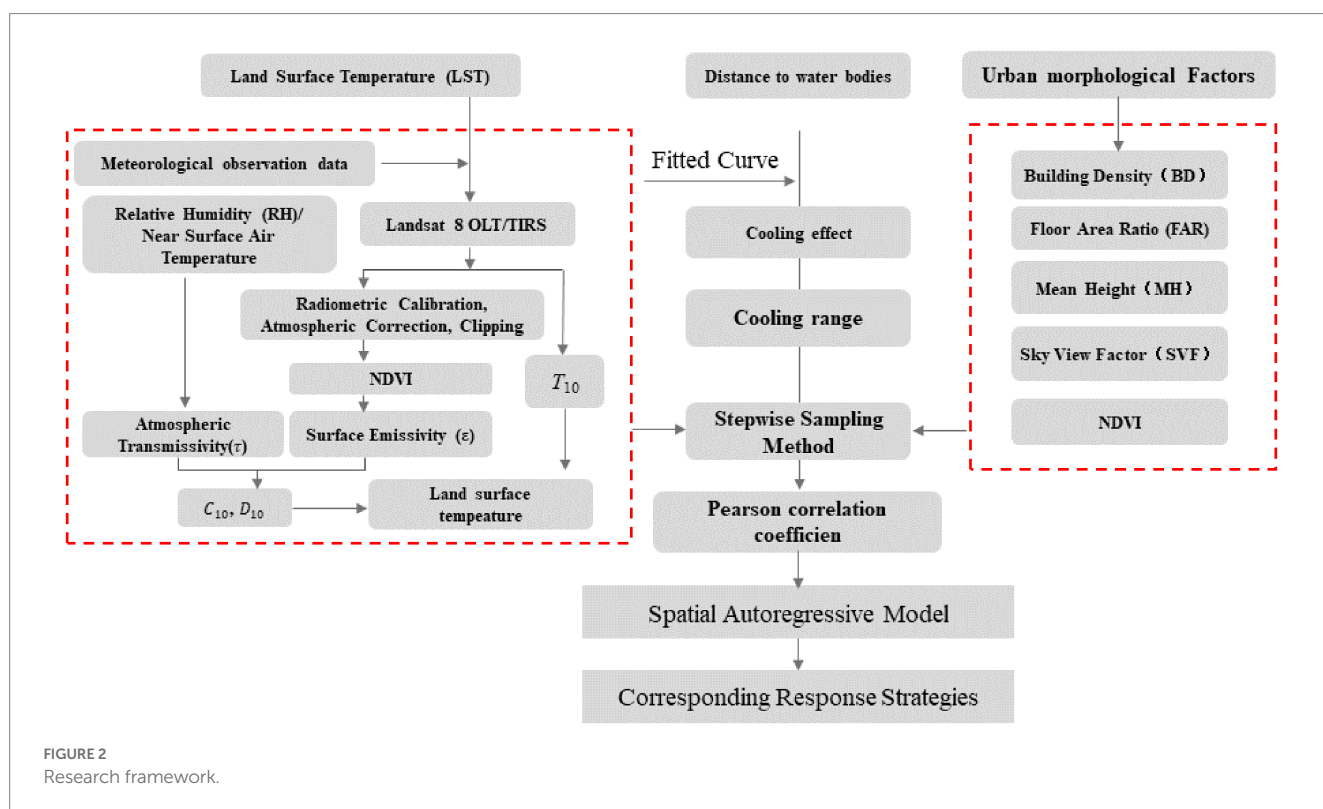 Land Surface Temperature (LST)
Meteorological observation data
Relative Humidity (RH)/
Near Surface Air
Temperature
Landsat 8 OLT/TIRS
Radiometric Calibration,
Atmospheric Correction, Clipping
NDVI
T₁₀
Atmospheric
Transmissivity(τ)
Surface Emissivity (ε)
C₁₀, D₁₀
Land surface
tempeature
Distance to water bodies
Fitted Curve
Cooling effect
Cooling range
Stepwise Sampling
Method
Pearson correlation
coefficien
Spatial Autoregressive Model
Corresponding Response Strategies
Urban morphological Factors
Building Density（BD）
Floor Area Ratio (FAR)
Mean Height（MH）
Sky View Factor（SVF）
NDVI
FIGURE 2
Research framework.